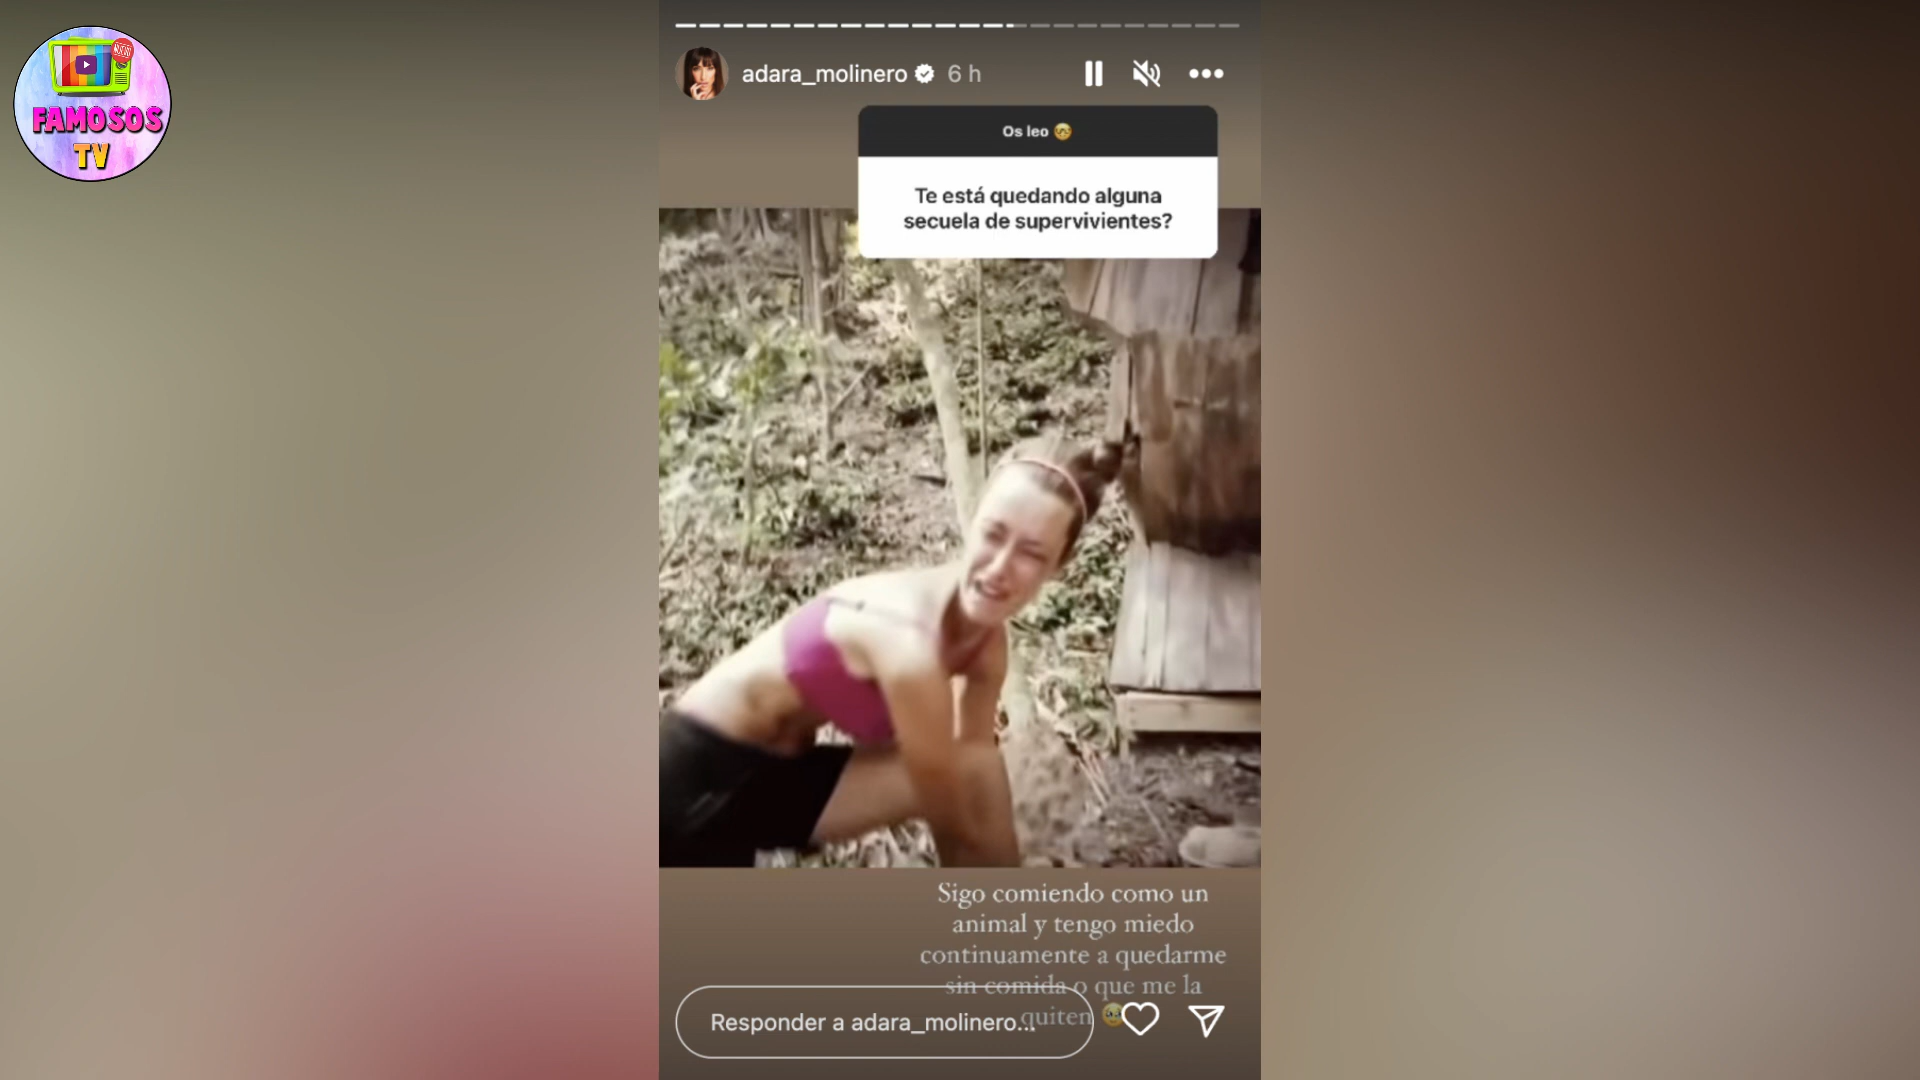 NUEVO
FAMOSOS
TV
adara_molinero 6 h
Os leo 🤓
Te está quedando alguna
secuela de supervivientes?
Sigo comiendo como un
animal y tengo miedo
continuamente a quedarme
sin comida o que me la
quiten 🥹
Responder a adara_molinero...